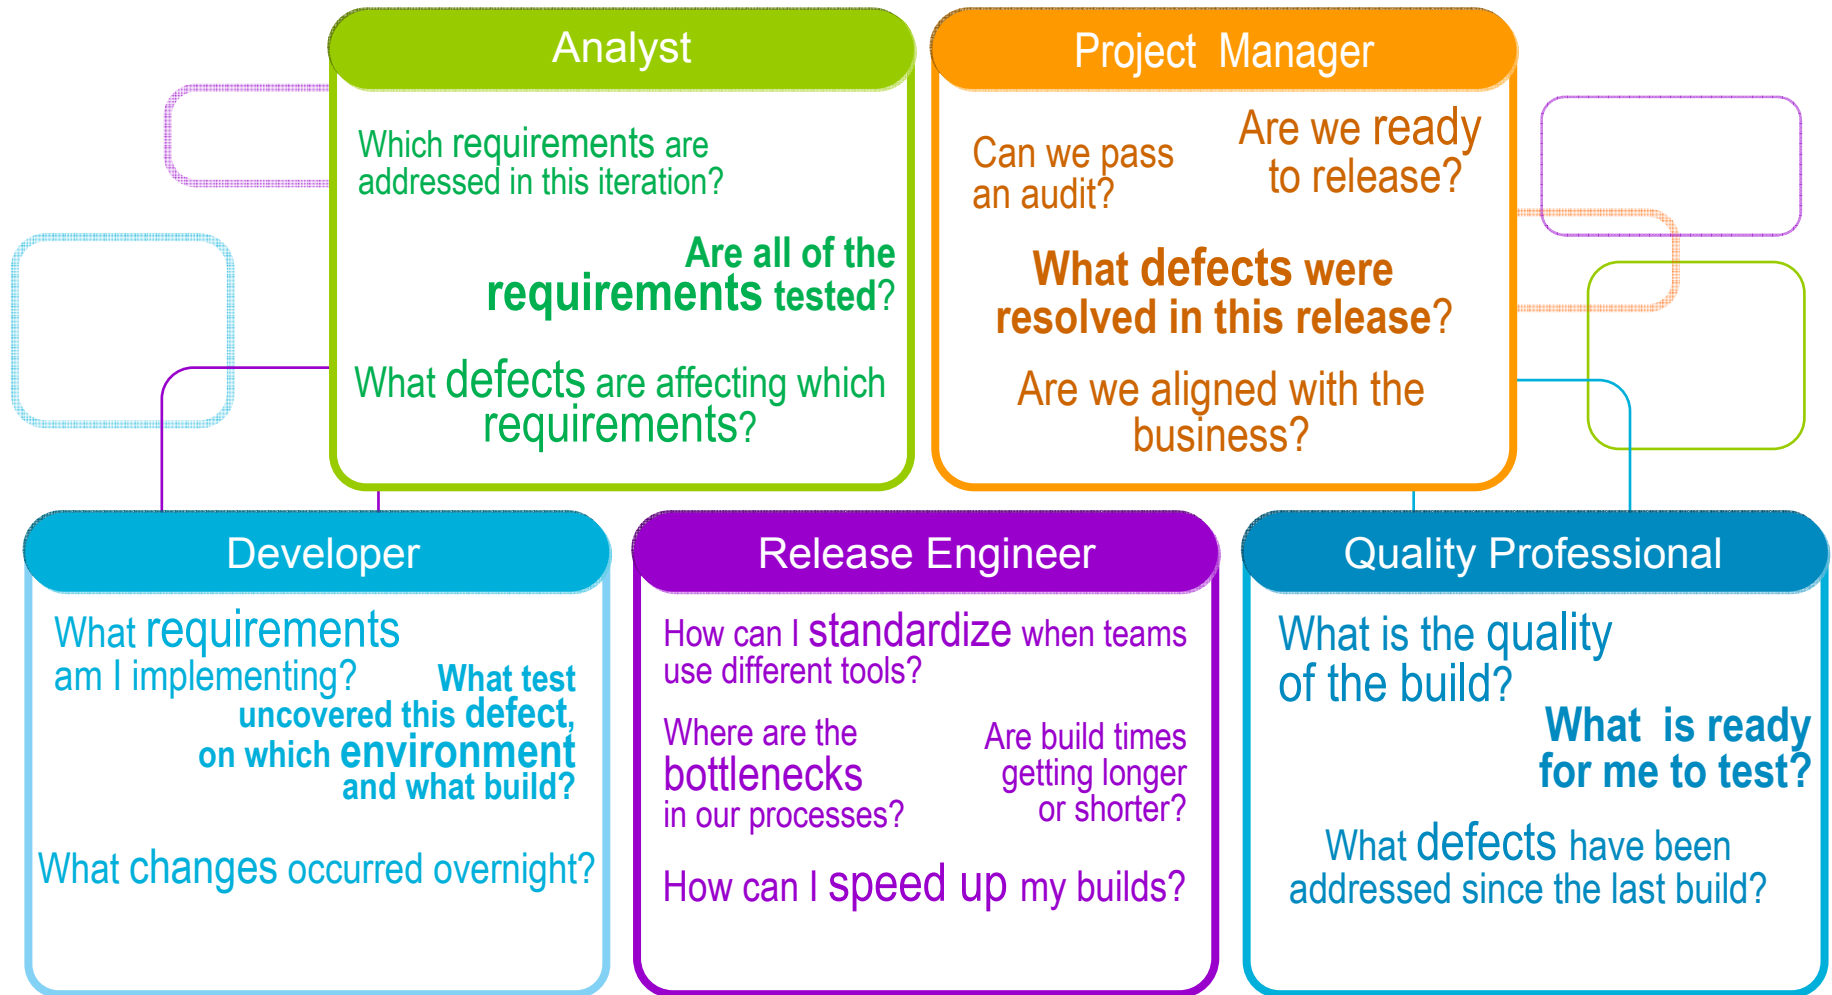 Analyst
Which requirements are
addressed in this iteration?
Are all of the
requirements tested?
What defects are affecting which
requirements?
Project Manager
Can we pass
an audit?
Are we ready
to release?
What defects were
resolved in this release?
Are we aligned with the
business?
Developer
What requirements
am I implementing?
What test
uncovered this defect,
on which environment
and what build?
What changes occurred overnight?
Release Engineer
How can I standardize when teams
use different tools?
Where are the
bottlenecks
in our processes?
Are build times
getting longer
or shorter?
How can I speed up my builds?
Quality Professional
What is the quality
of the build?
What is ready
for me to test?
What defects have been
addressed since the last build?